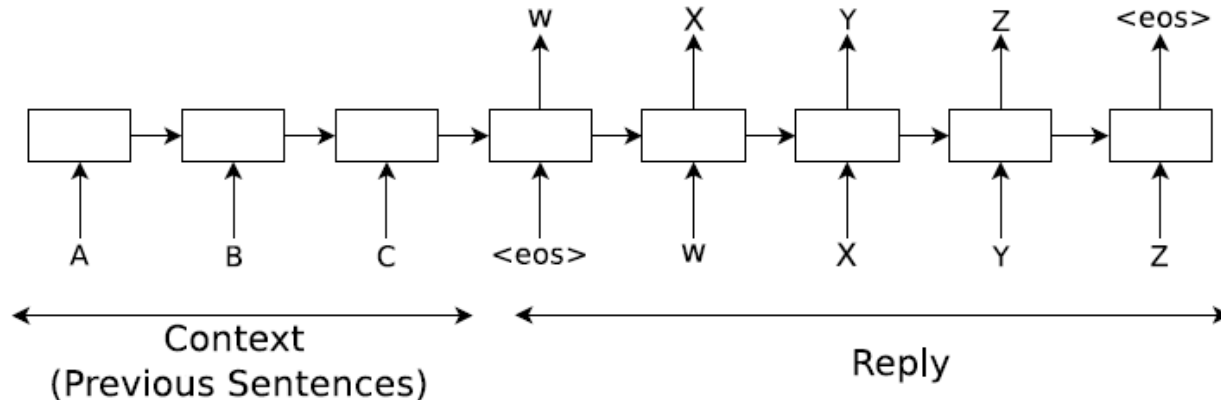 W X Y Z <eos>
A B C <eos> W X Y Z
Context
(Previous Sentences)
Reply